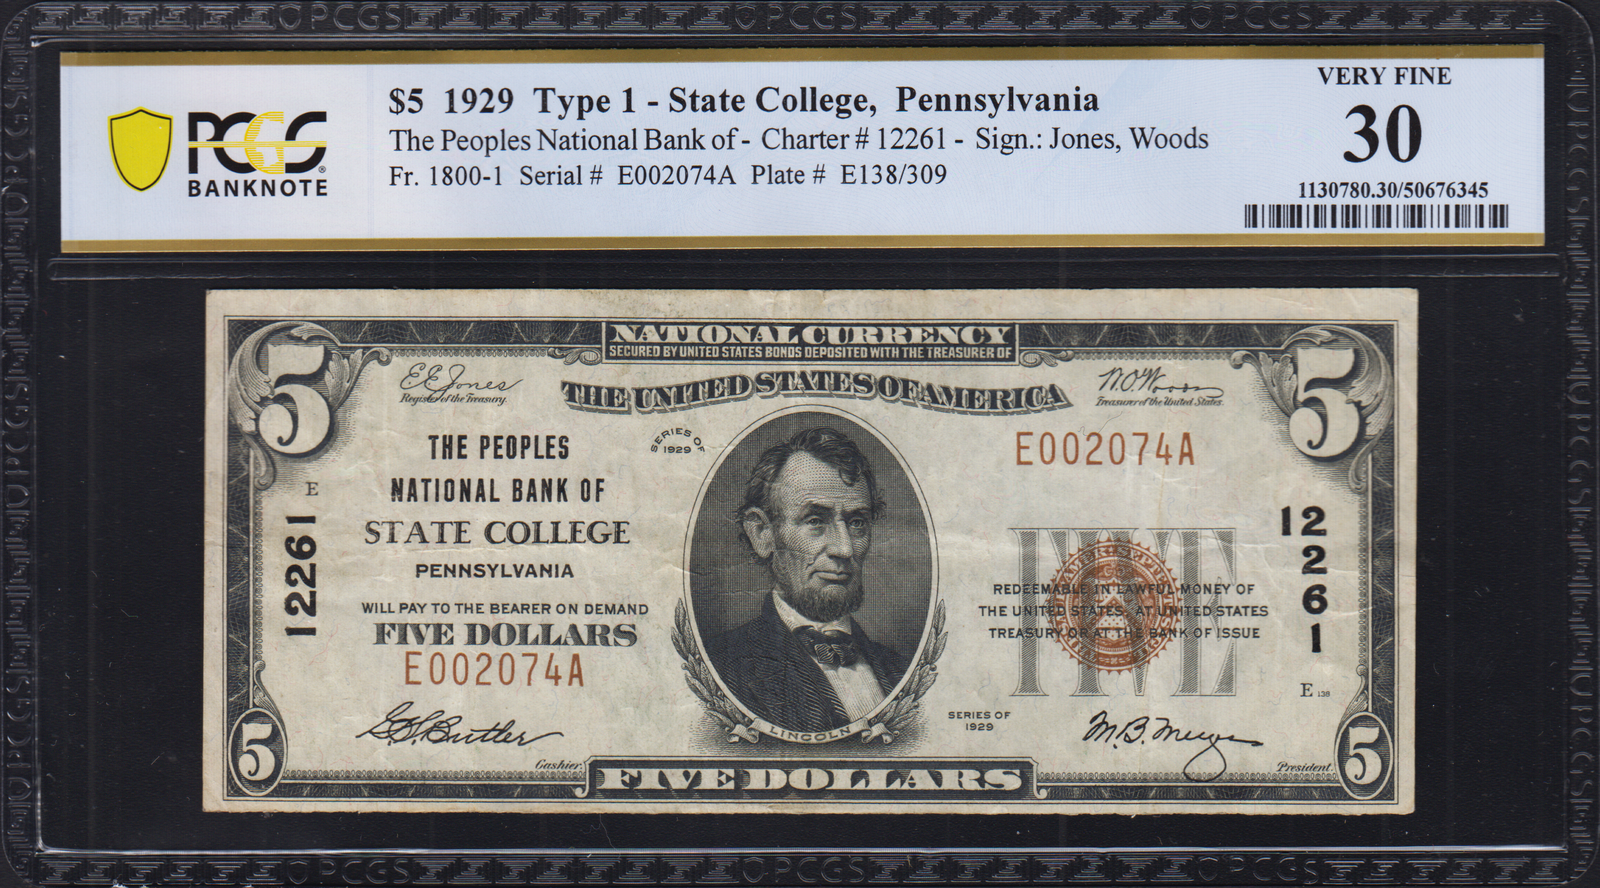 PCGS BANKNOTE
$5 1929 Type 1 - State College, Pennsylvania
The Peoples National Bank of - Charter # 12261 - Sign.: Jones, Woods
Fr. 1800-1 Serial # E002074A Plate # E138/309
VERY FINE
30
1130780.30/50676345
NATIONAL CURRENCY
SECURED BY UNITED STATES BONDS DEPOSITED WITH THE TREASURER OF
THE UNITED STATES OF AMERICA
5
5
E.E. Jones
Register of the Treasury.
W.O. Woods
Treasurer of the United States.
THE PEOPLES
NATIONAL BANK OF
STATE COLLEGE
PENNSYLVANIA
WILL PAY TO THE BEARER ON DEMAND
FIVE DOLLARS
E002074A
SERIES OF
1929
E002074A
E
12261
12261
FIVE
REDEEMABLE IN LAWFUL MONEY OF
THE UNITED STATES, AT UNITED STATES
TREASURY OR AT THE BANK OF ISSUE
E 138
SERIES OF
1929
LINCOLN
Butler
Cashier.
M.B. Meyer
President.
5
FIVE DOLLARS
5